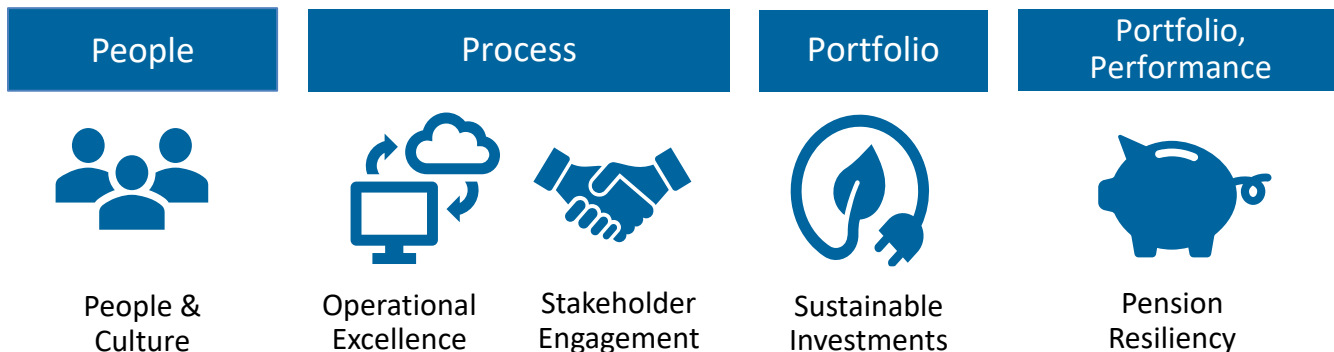 People
Process
Portfolio
Portfolio,
Performance
People &
Culture
Operational
Excellence
Stakeholder
Engagement
Sustainable
Investments
Pension
Resiliency